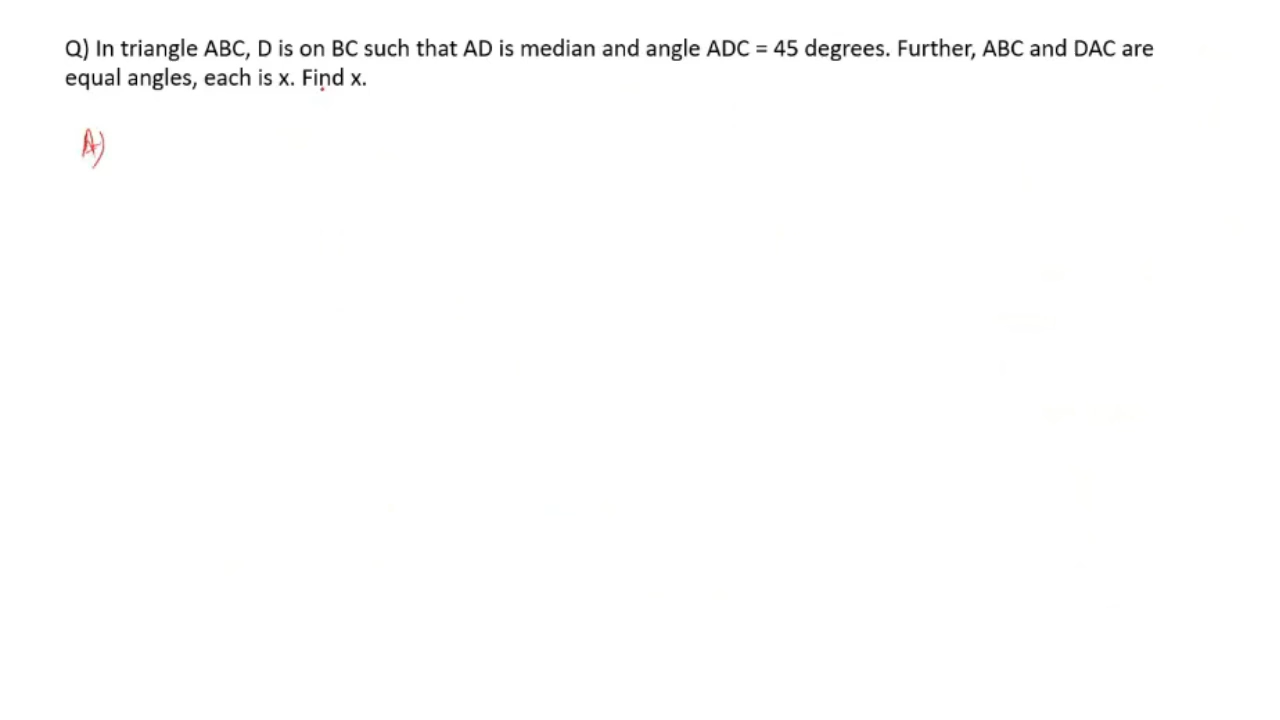 Q) In triangle ABC, D is on BC such that AD is median and angle ADC = 45 degrees. Further, ABC and DAC are
equal angles, each is x. Find x.
A)